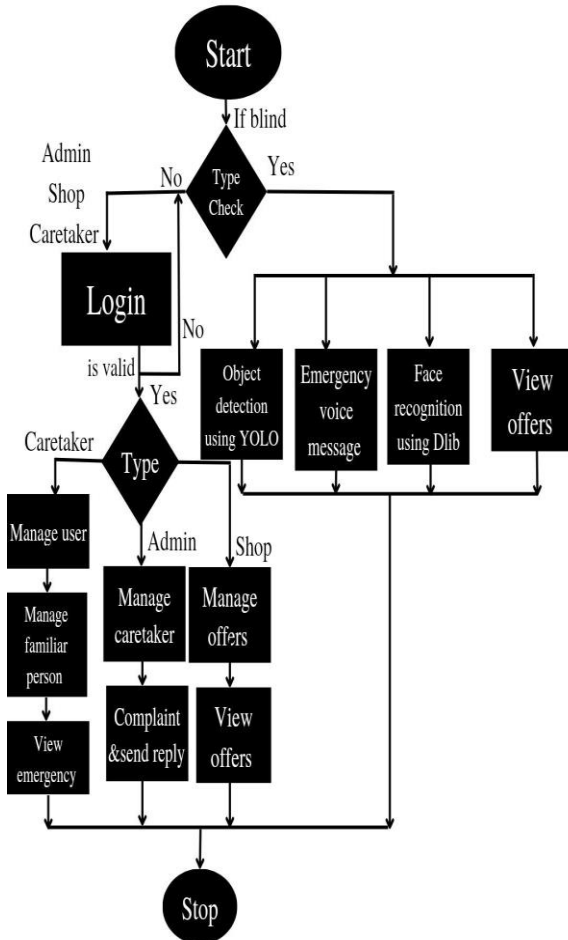 Start
If blind
Type
Check
No
Yes
Admin
Shop
Caretaker
Login
No
is valid
Yes
Object
detection
using YOLO
Emergency
voice
message
Face
recognition
using Dlib
View
offers
Type
Caretaker
Admin
Shop
Manage user
Manage
familiar
person
View
emergency
Manage
caretaker
Complaint
&send reply
Manage
offers
View
offers
Stop